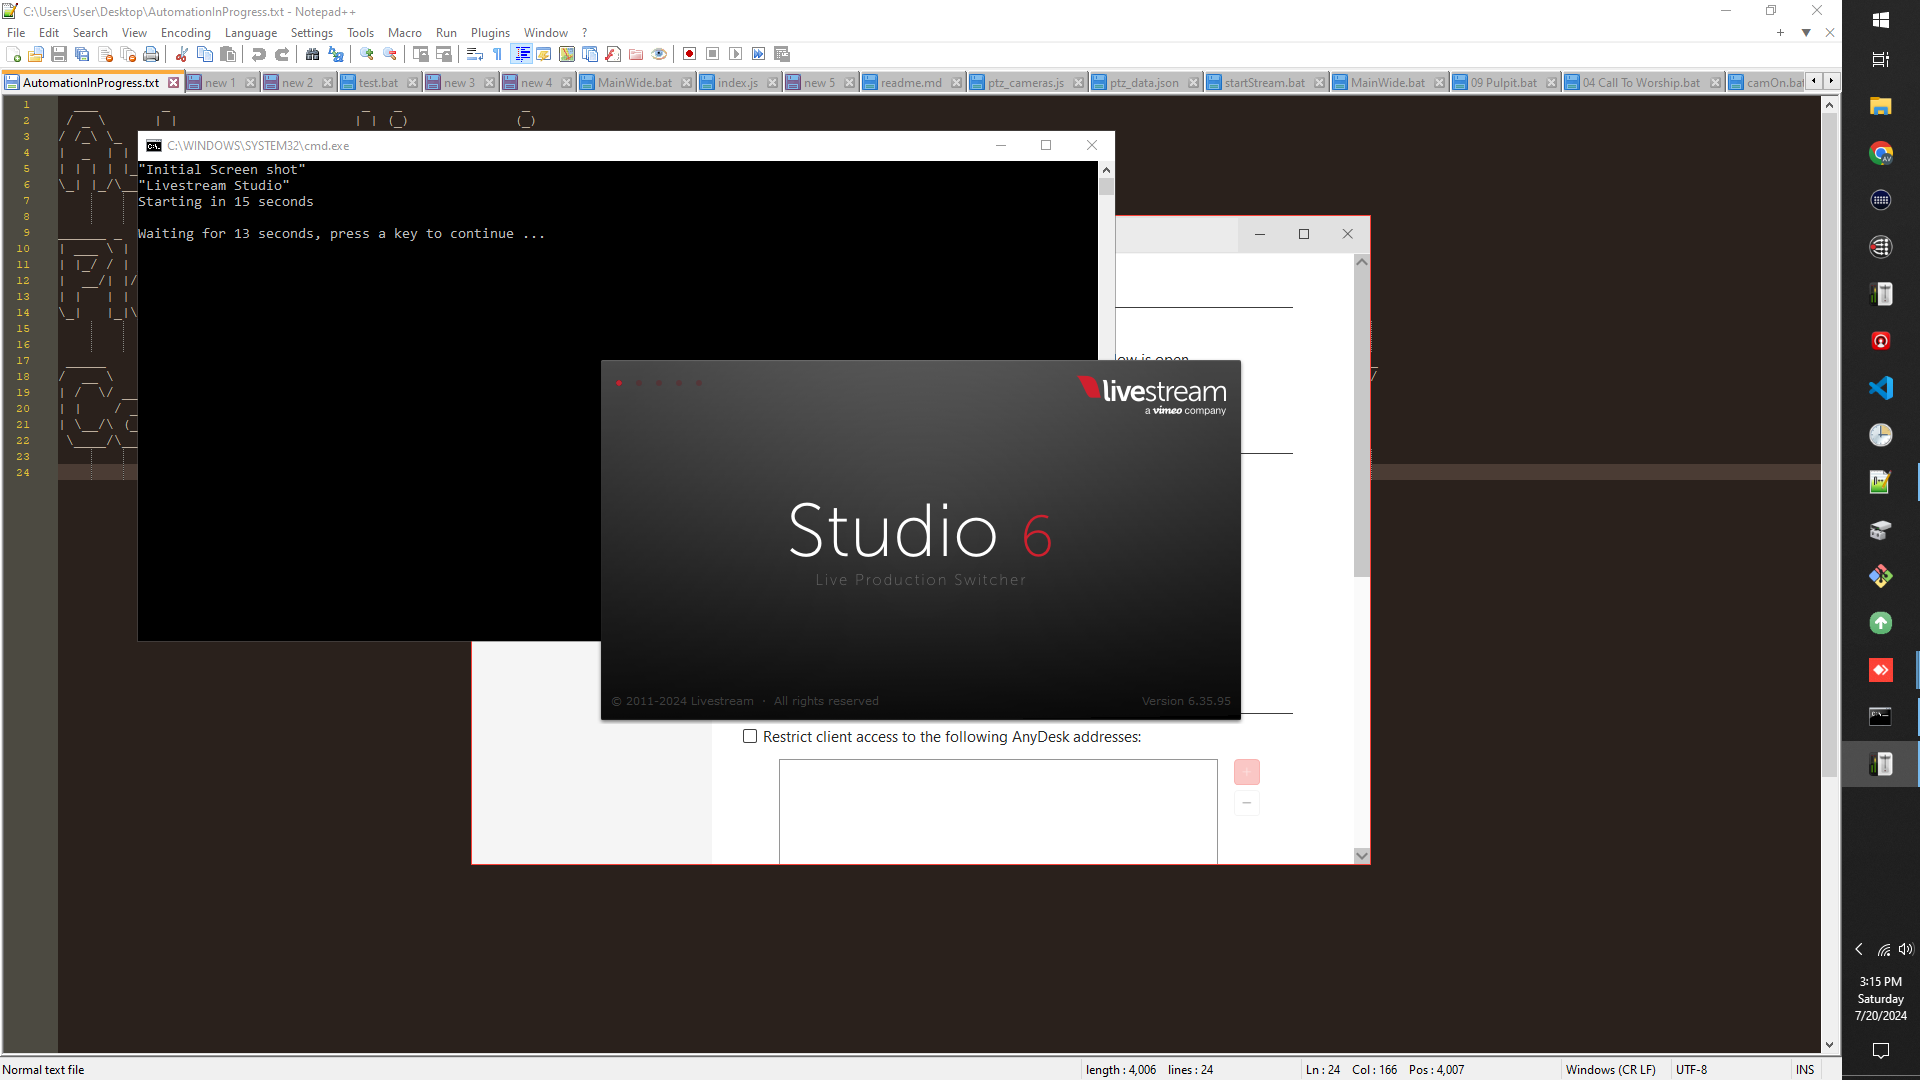 C:\Users\User\Desktop\AutomationInProgress.txt - Notepad++
File Edit Search View Encoding Language Settings Tools Macro Run Plugins Window ?
AutomationInProgress.txt new 1 new 2 test.bat new 3 new 4 MainWide.bat index.js new 5 readme.md ptz_cameras.js ptz_data.json startStream.bat MainWide.bat 09 Pulpit.bat 04 Call To Worship.bat camOn.bat
1
2
3
4
5
6
7
8
9
10
11
12
13
14
15
16
17
18
19
20
21
22
23
24
C:\WINDOWS\SYSTEM32\cmd.exe
"Initial Screen shot"
"Livestream Studio"
Starting in 15 seconds
Waiting for 13 seconds, press a key to continue ...
is open
livestream
a vimeo company
Studio 6
Live Production Switcher
© 2011-2024 Livestream · All rights reserved
Version 6.35.95
Restrict client access to the following AnyDesk addresses:
3:15 PM
Saturday
7/20/2024
Normal text file length : 4,006 lines : 24 Ln : 24 Col : 166 Pos : 4,007 Windows (CR LF) UTF-8 INS